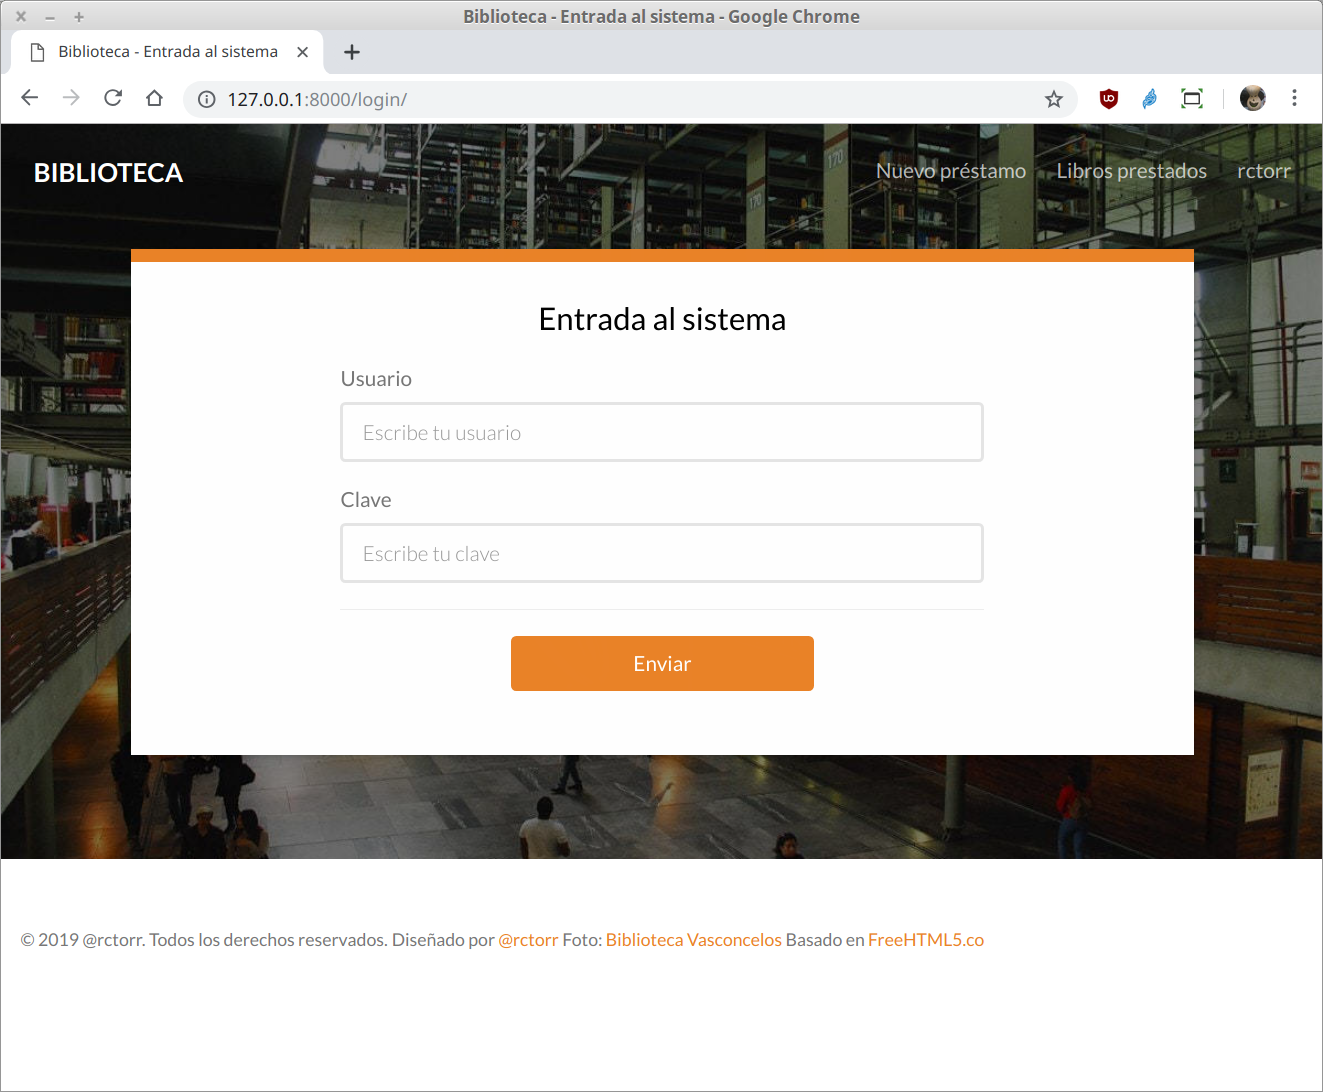 Biblioteca - Entrada al sistema - Google Chrome
Biblioteca - Entrada al sistema
127.0.0.1:8000/login/
BIBLIOTECA
Nuevo préstamo Libros prestados rctorr
170
170
Entrada al sistema
Usuario
Escribe tu usuario
Clave
Escribe tu clave
Enviar
© 2019 @rctorr. Todos los derechos reservados. Diseñado por @rctorr Foto: Biblioteca Vasconcelos Basado en FreeHTML5.co